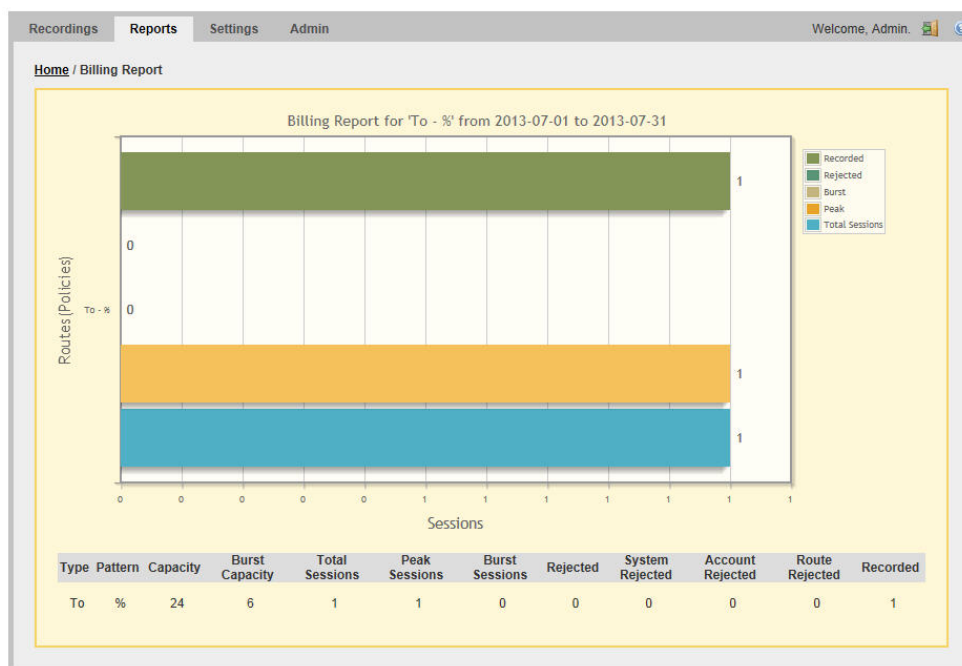 Recordings Reports Settings Admin Welcome, Admin.
Home / Billing Report
Billing Report for 'To - %' from 2013-07-01 to 2013-07-31
Routes (Policies)
To - %
1
0
0
1
1
Recorded
Rejected
Burst
Peak
Total Sessions
0 0 0 0 0 1 1 1 1 1 1 1
Sessions
Type Pattern Capacity Burst Capacity Total Sessions Peak Sessions Burst Sessions Rejected System Rejected Account Rejected Route Rejected Recorded
To % 24 6 1 1 0 0 0 0 0 1